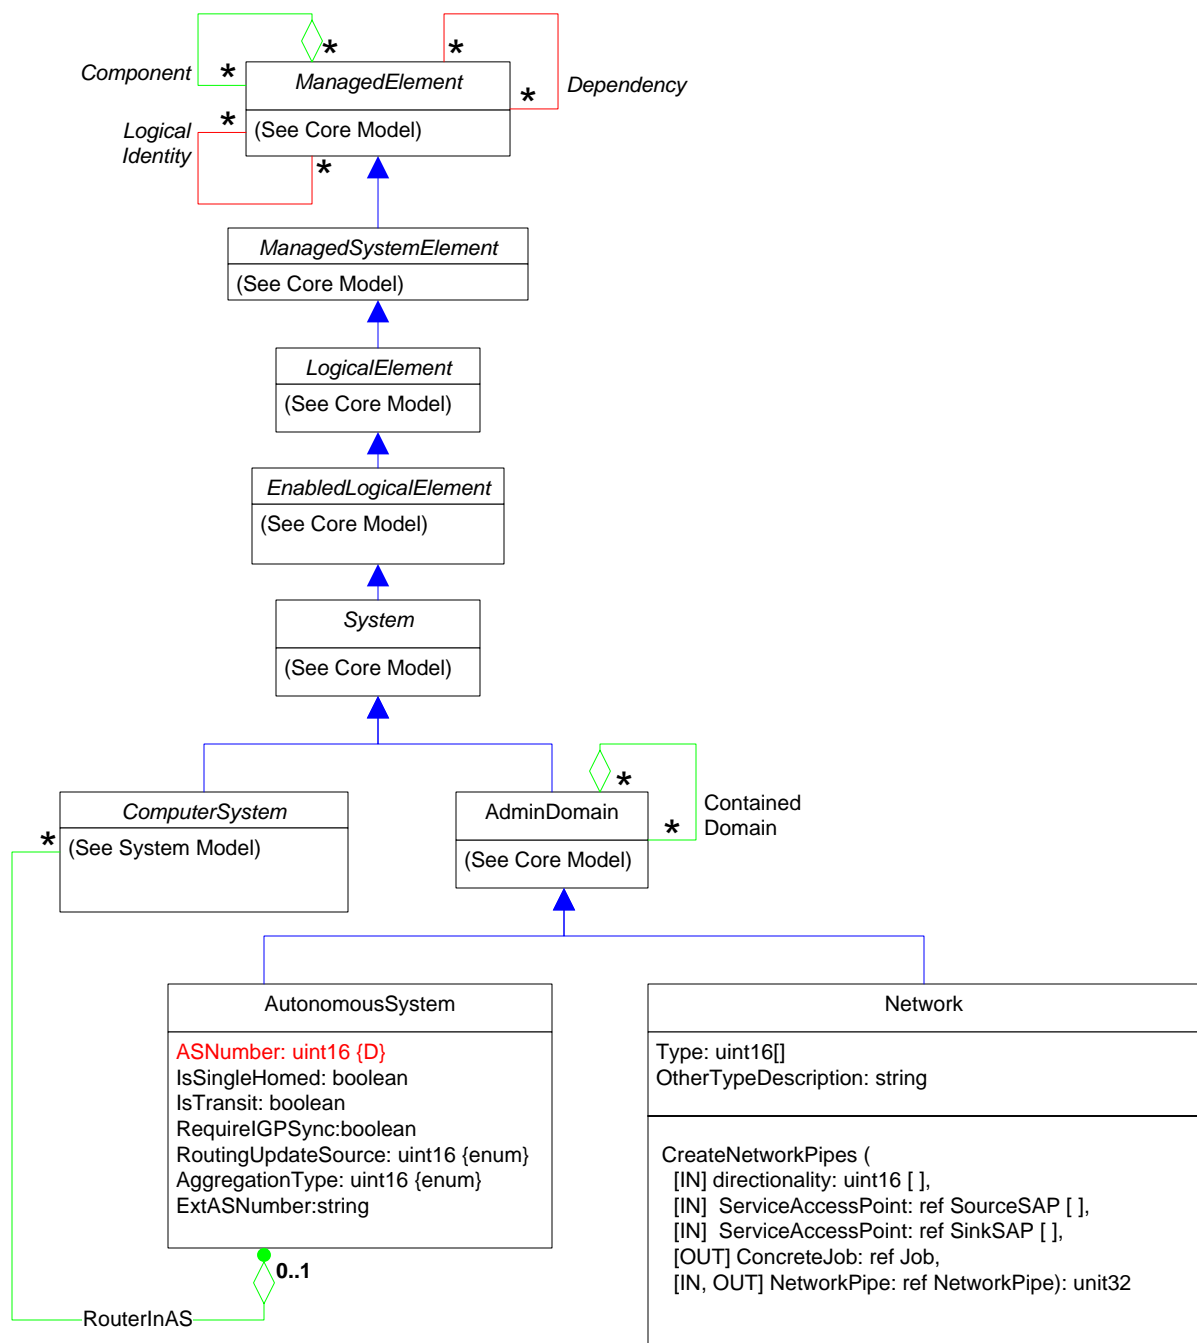 *
*
*
ManagedElement
Component
*
*
Dependency
*
(See Core Model)
Logical
Identity
*
ManagedSystemElement
(See Core Model)
LogicalElement
(See Core Model)
EnabledLogicalElement
(See Core Model)
System
(See Core Model)
*
ComputerSystem
AdminDomain
Contained
Domain
*
*
(See System Model)
(See Core Model)
AutonomousSystem
ASNumber: uint16 {D}
IsSingleHomed: boolean
IsTransit: boolean
RequireIGPSync:boolean
RoutingUpdateSource: uint16 {enum}
AggregationType: uint16 {enum}
ExtASNumber:string
0..1
RouterInAS
Network
Type: uint16[]
OtherTypeDescription: string
CreateNetworkPipes (
[IN] directionality: uint16 [ ],
[IN]  ServiceAccessPoint: ref SourceSAP [ ],
[IN]  ServiceAccessPoint: ref SinkSAP [ ],
[OUT] ConcreteJob: ref Job,
[IN, OUT] NetworkPipe: ref NetworkPipe): unit32